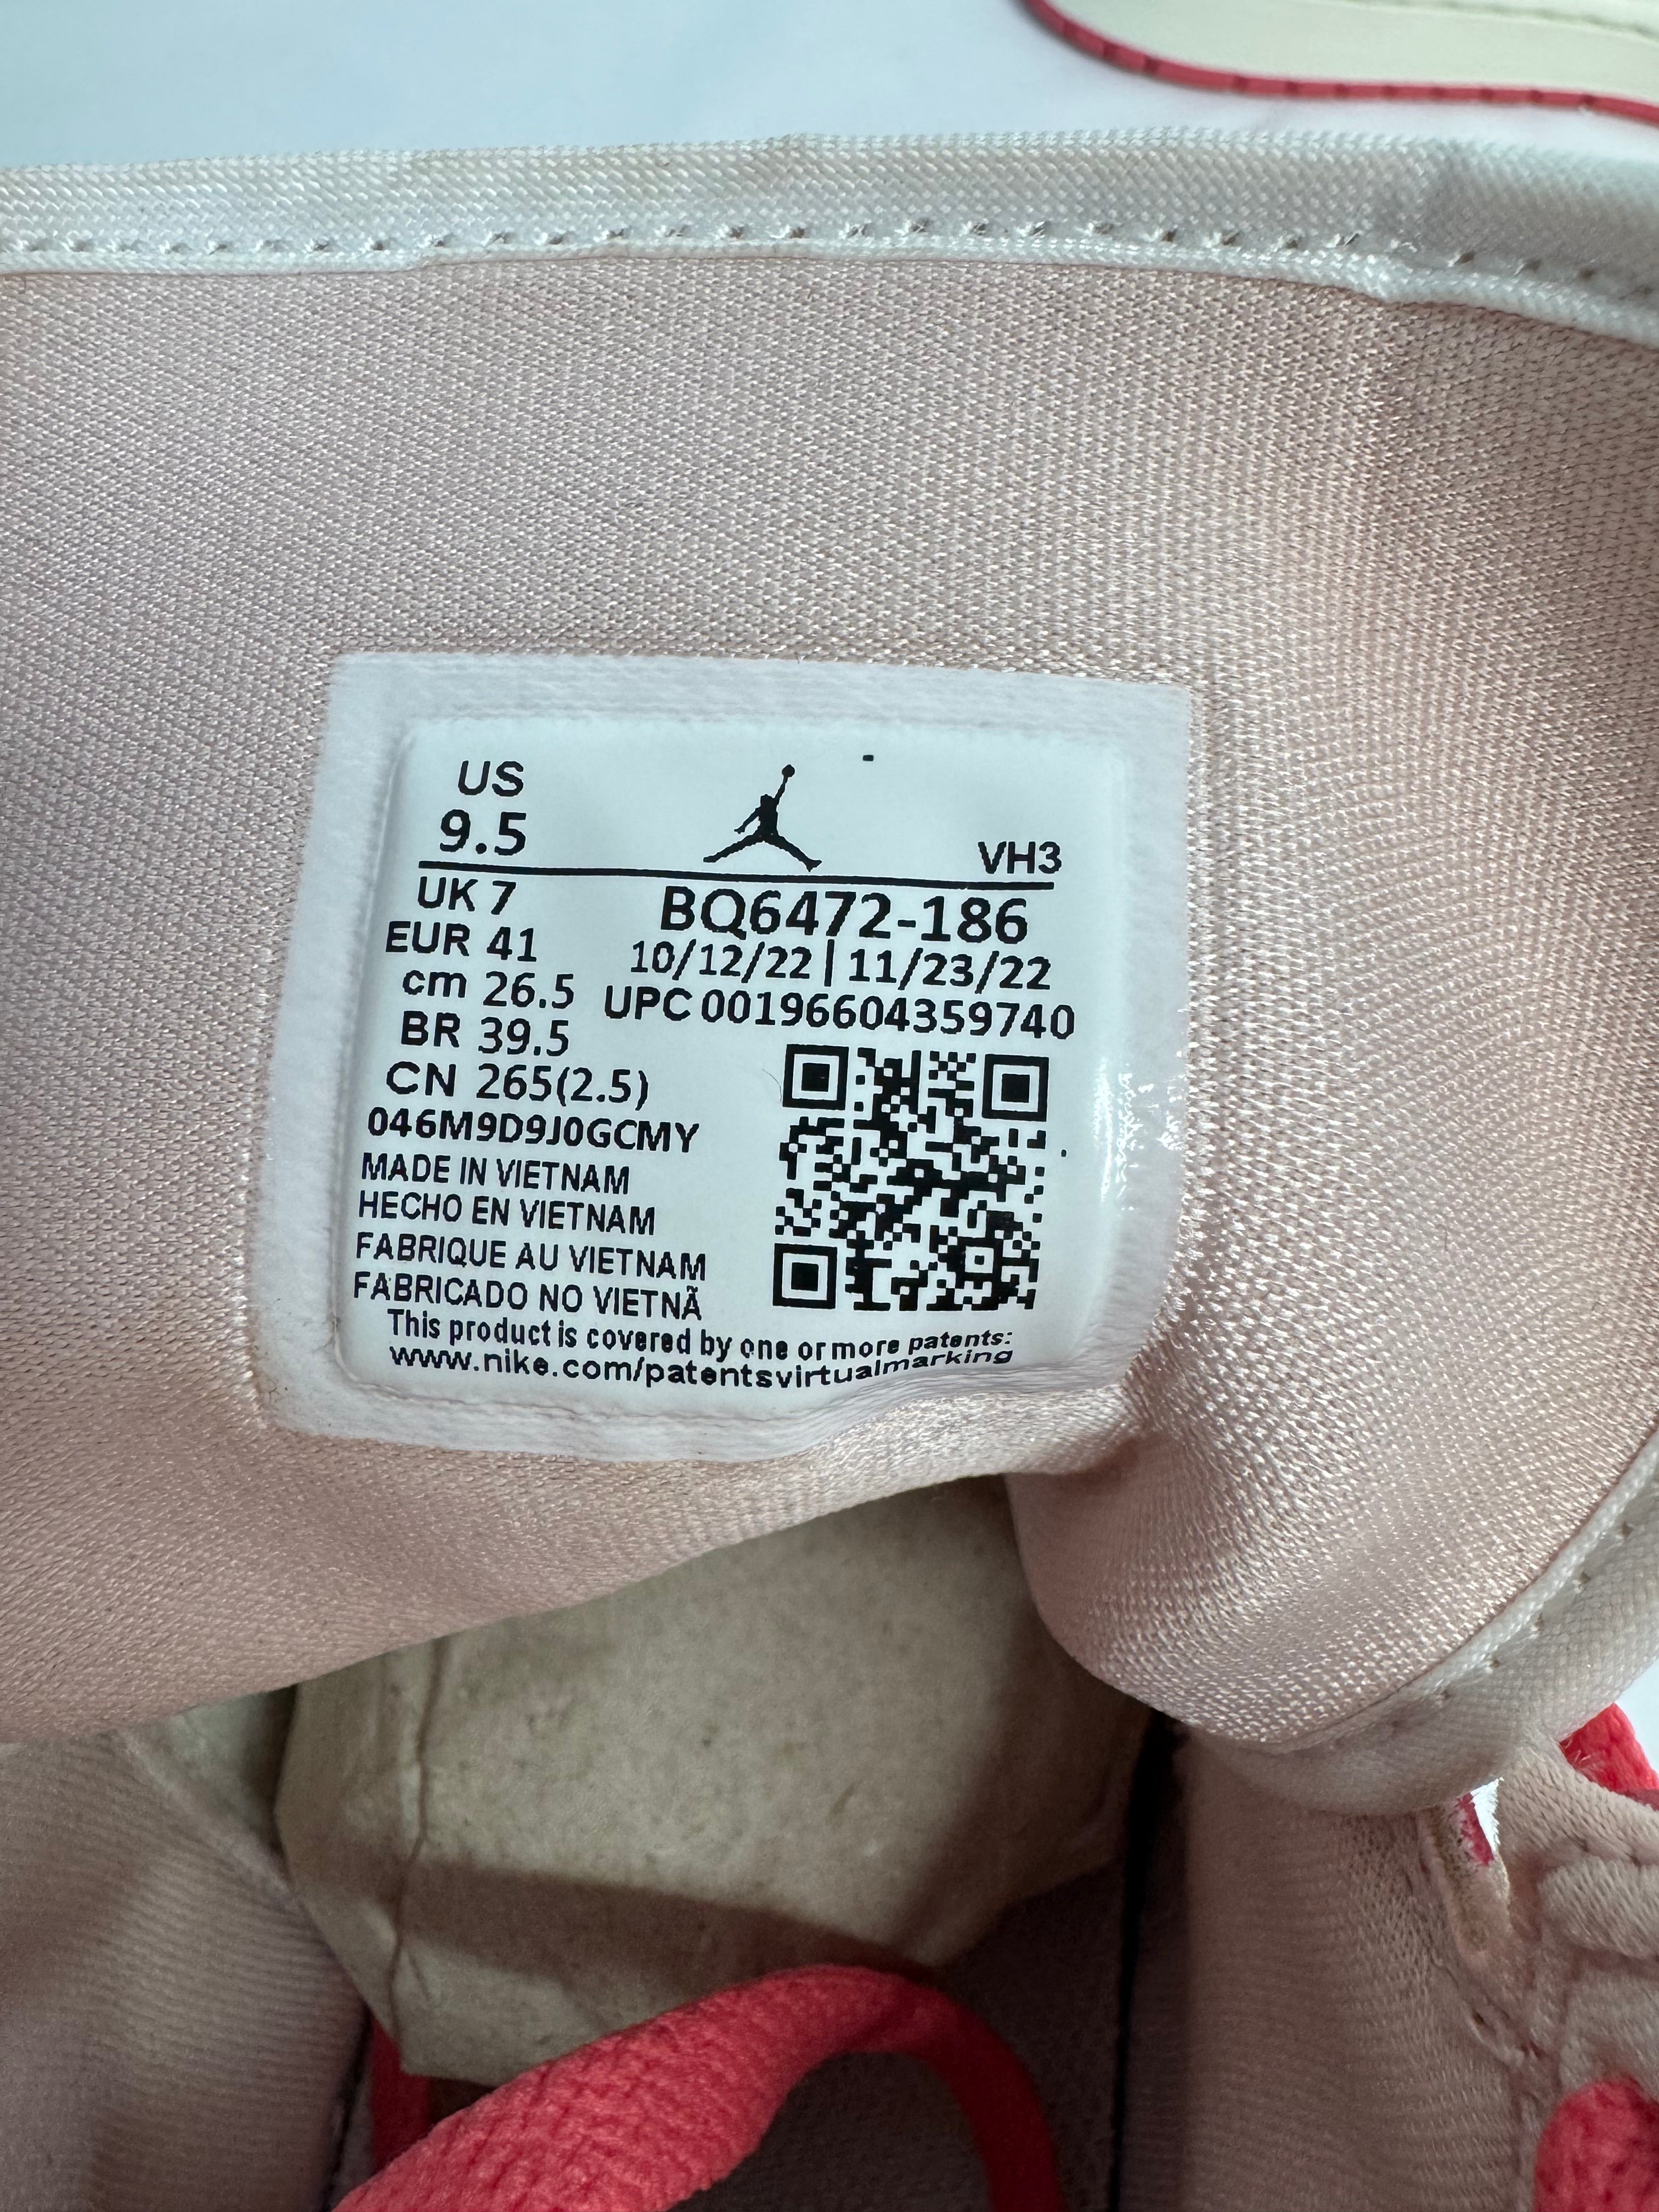 US
9.5
VH3
UK 7
BQ6472-186
EUR 41
10/12/22 | 11/23/22
cm 26.5
UPC 00196604359740
BR 39.5
CN 265(2.5)
046M9D9J0GCMY
MADE IN VIETNAM
HECHO EN VIETNAM
FABRIQUE AU VIETNAM
FABRICADO NO VIETNÃ
This product is covered by one or more patents:
www.nike.com/patentsvirtualmarking